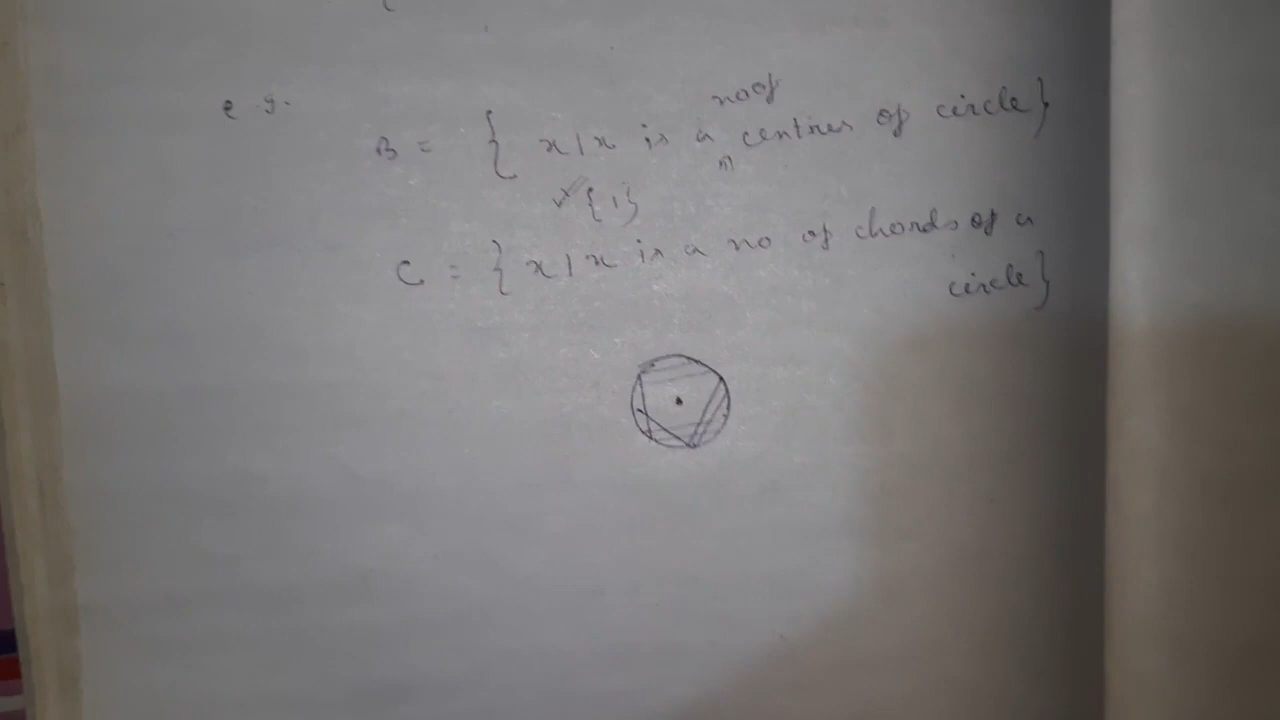 e.g.
no of
B = { x/x is a centres of circle}
{1}
C = { x/x is a no of chords of a
circle}